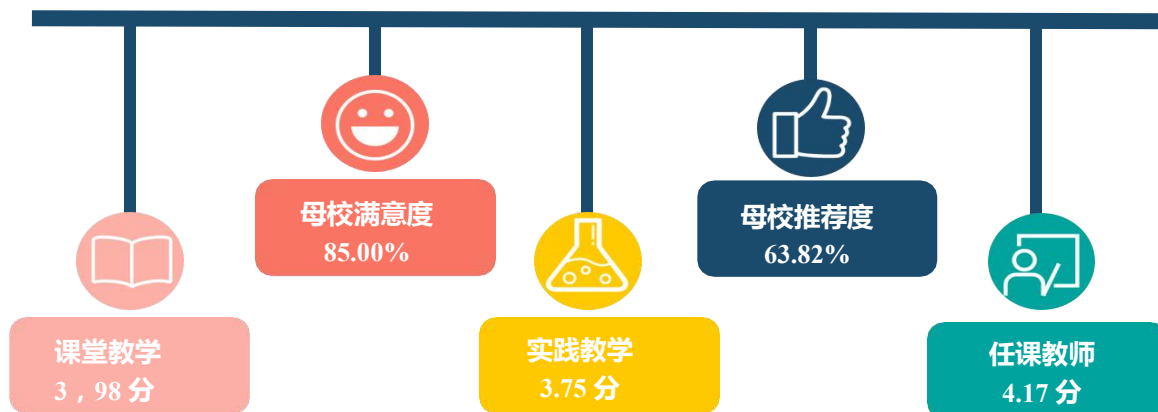 母校满意度
85.00%
母校推荐度
63.82%
课堂教学
3，98 分
实践教学
3.75 分
任课教师
4.17 分